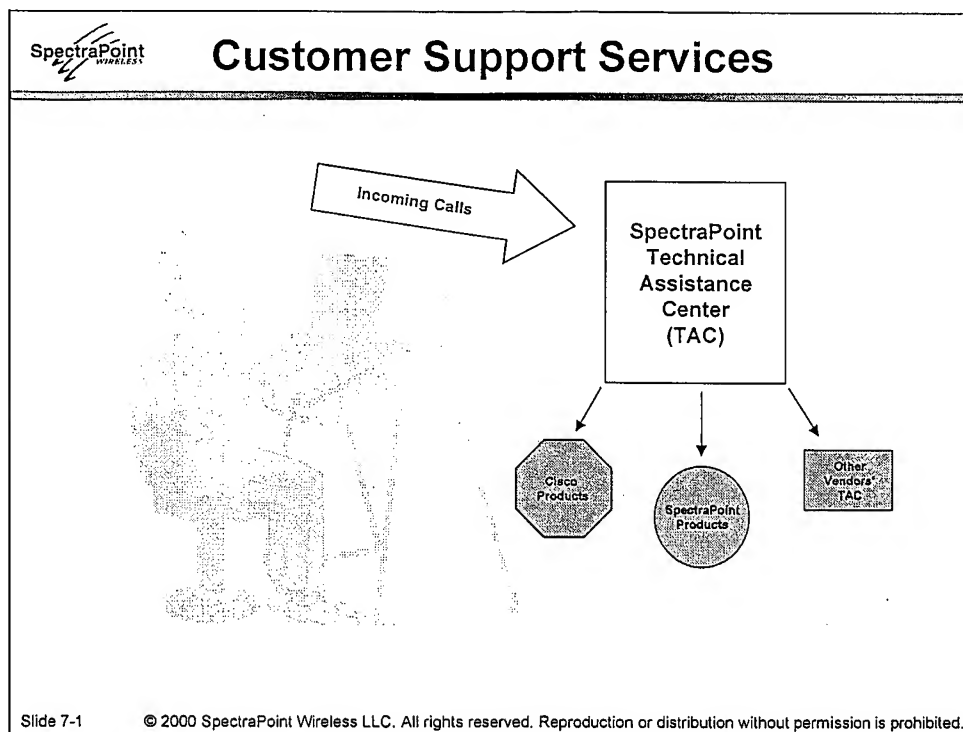 SpectraPoint
WIRELESS
Customer Support Services
Incoming Calls
SpectraPoint
Technical
Assistance
Center
(TAC)
Cisco
Products
SpectraPoint
Products
Other
Vendors'
TAC
Slide 7-1
© 2000 SpectraPoint Wireless LLC. All rights reserved. Reproduction or distribution without permission is prohibited.